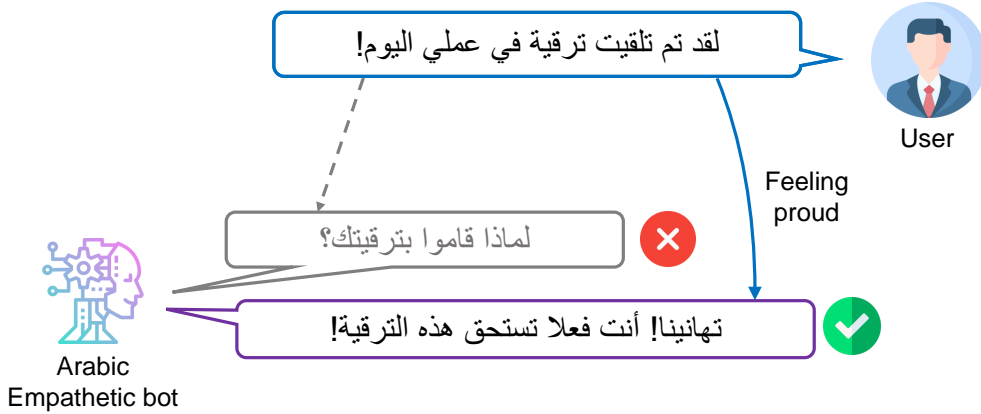 لقد تم تلقيت ترقية في عملي اليوم!
User
Feeling
proud
لماذا قاموا بترقيتك؟
تهانينا! أنت فعلا تستحق هذه الترقية!
Arabic
Empathetic bot